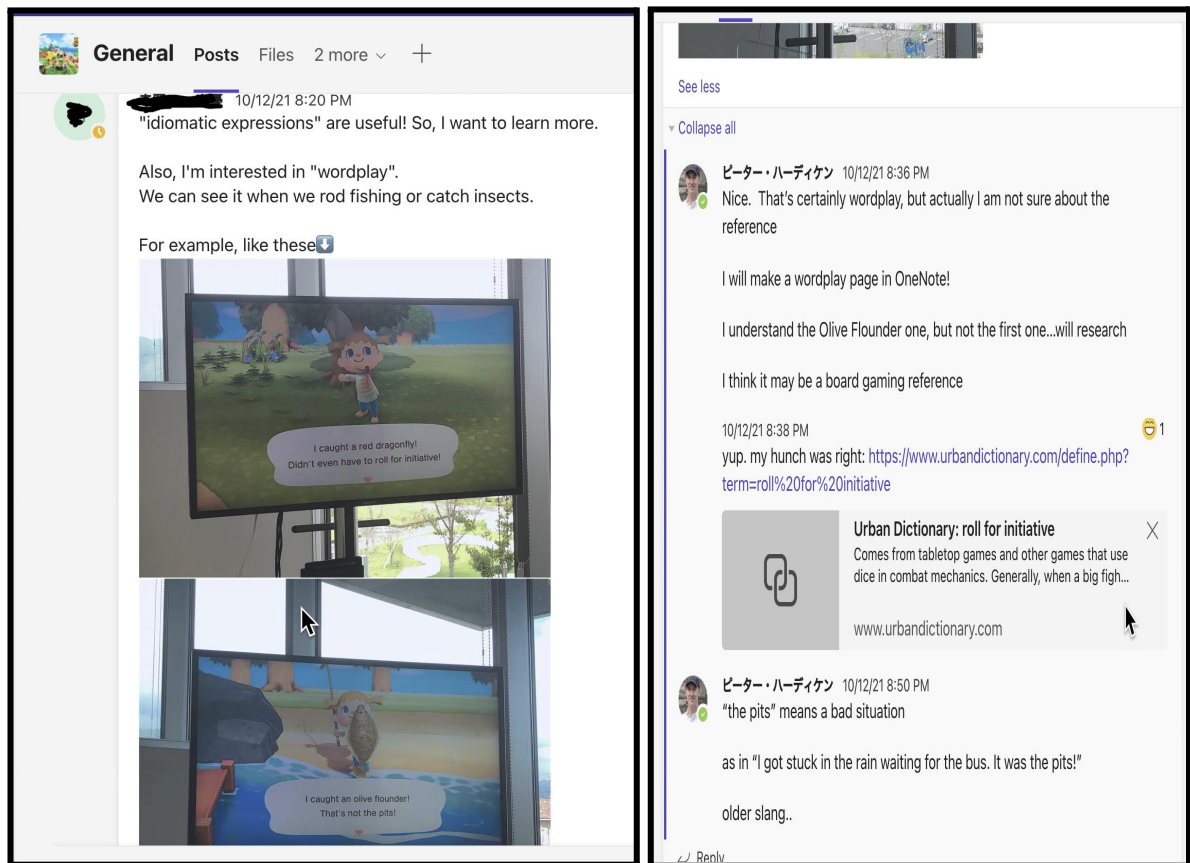 General Posts Files 2 more
10/12/21 8:20 PM
"idiomatic expressions" are useful! So, I want to learn more.
Also, I'm interested in "wordplay".
We can see it when we rod fishing or catch insects.
For example, like these⬇️
I caught a red dragonfly!
Didn't even have to roll for initiative!
I caught an olive flounder!
That's not the pits!
See less
Collapse all
ピーター・ハーディケン 10/12/21 8:36 PM
Nice. That's certainly wordplay, but actually I am not sure about the
reference
I will make a wordplay page in OneNote!
I understand the Olive Flounder one, but not the first one...will research
I think it may be a board gaming reference
10/12/21 8:38 PM 1
yup. my hunch was right: https://www.urbandictionary.com/define.php?
term=roll%20for%20initiative
Urban Dictionary: roll for initiative
Comes from tabletop games and other games that use
dice in combat mechanics. Generally, when a big figh...
www.urbandictionary.com
ピーター・ハーディケン 10/12/21 8:50 PM
"the pits" means a bad situation
as in "I got stuck in the rain waiting for the bus. It was the pits!"
older slang..
Reply